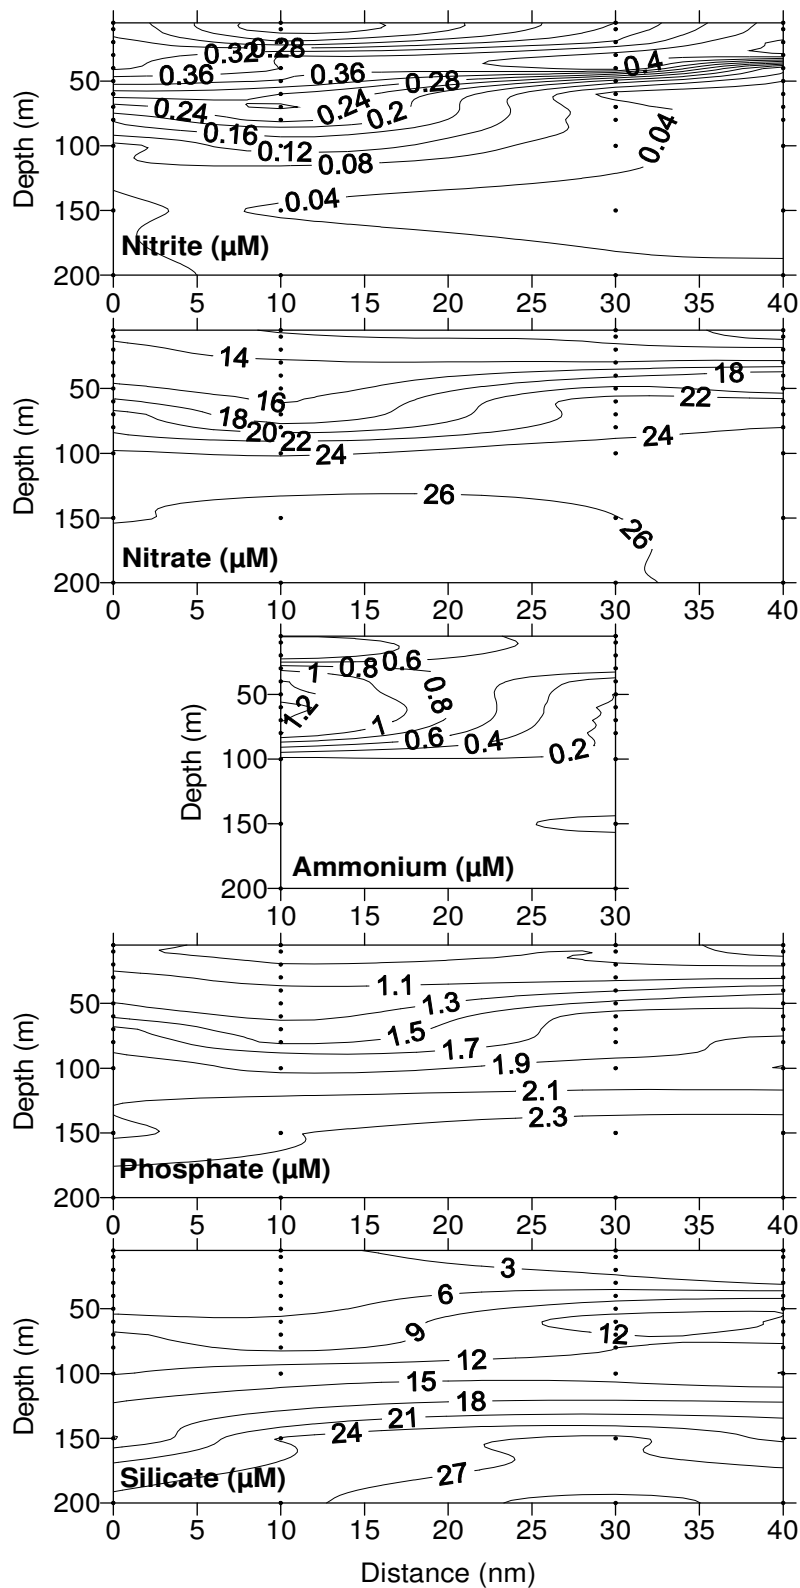 0.32 0.28
0.4
0.36 0.36
50 0.28
0.24 0.24 0.2
0.16
100 0.12 0.04
0.08
0.04
150
Nitrite (µM)
200
Depth (m)
0 5 10 15 20 25 30 35 40
14
18
50
16 22
18
20 22 24
100 24
26
150
26
Nitrate (µM)
200
Depth (m)
0 5 10 15 20 25 30 35 40
1 0.8 0.6
50 0.8
1.2
1
0.6 0.4 0.2
100
150
Ammonium (µM)
200
Depth (m)
10 15 20 25 30
1.1
50 1.3
1.5
1.7
100 1.9
2.1
2.3
150
Phosphate (µM)
200
Depth (m)
0 5 10 15 20 25 30 35 40
3
6
50
9 12
12
100
15
18
21
150 24
27
Silicate (µM)
200
Depth (m)
0 5 10 15 20 25 30 35 40
Distance (nm)